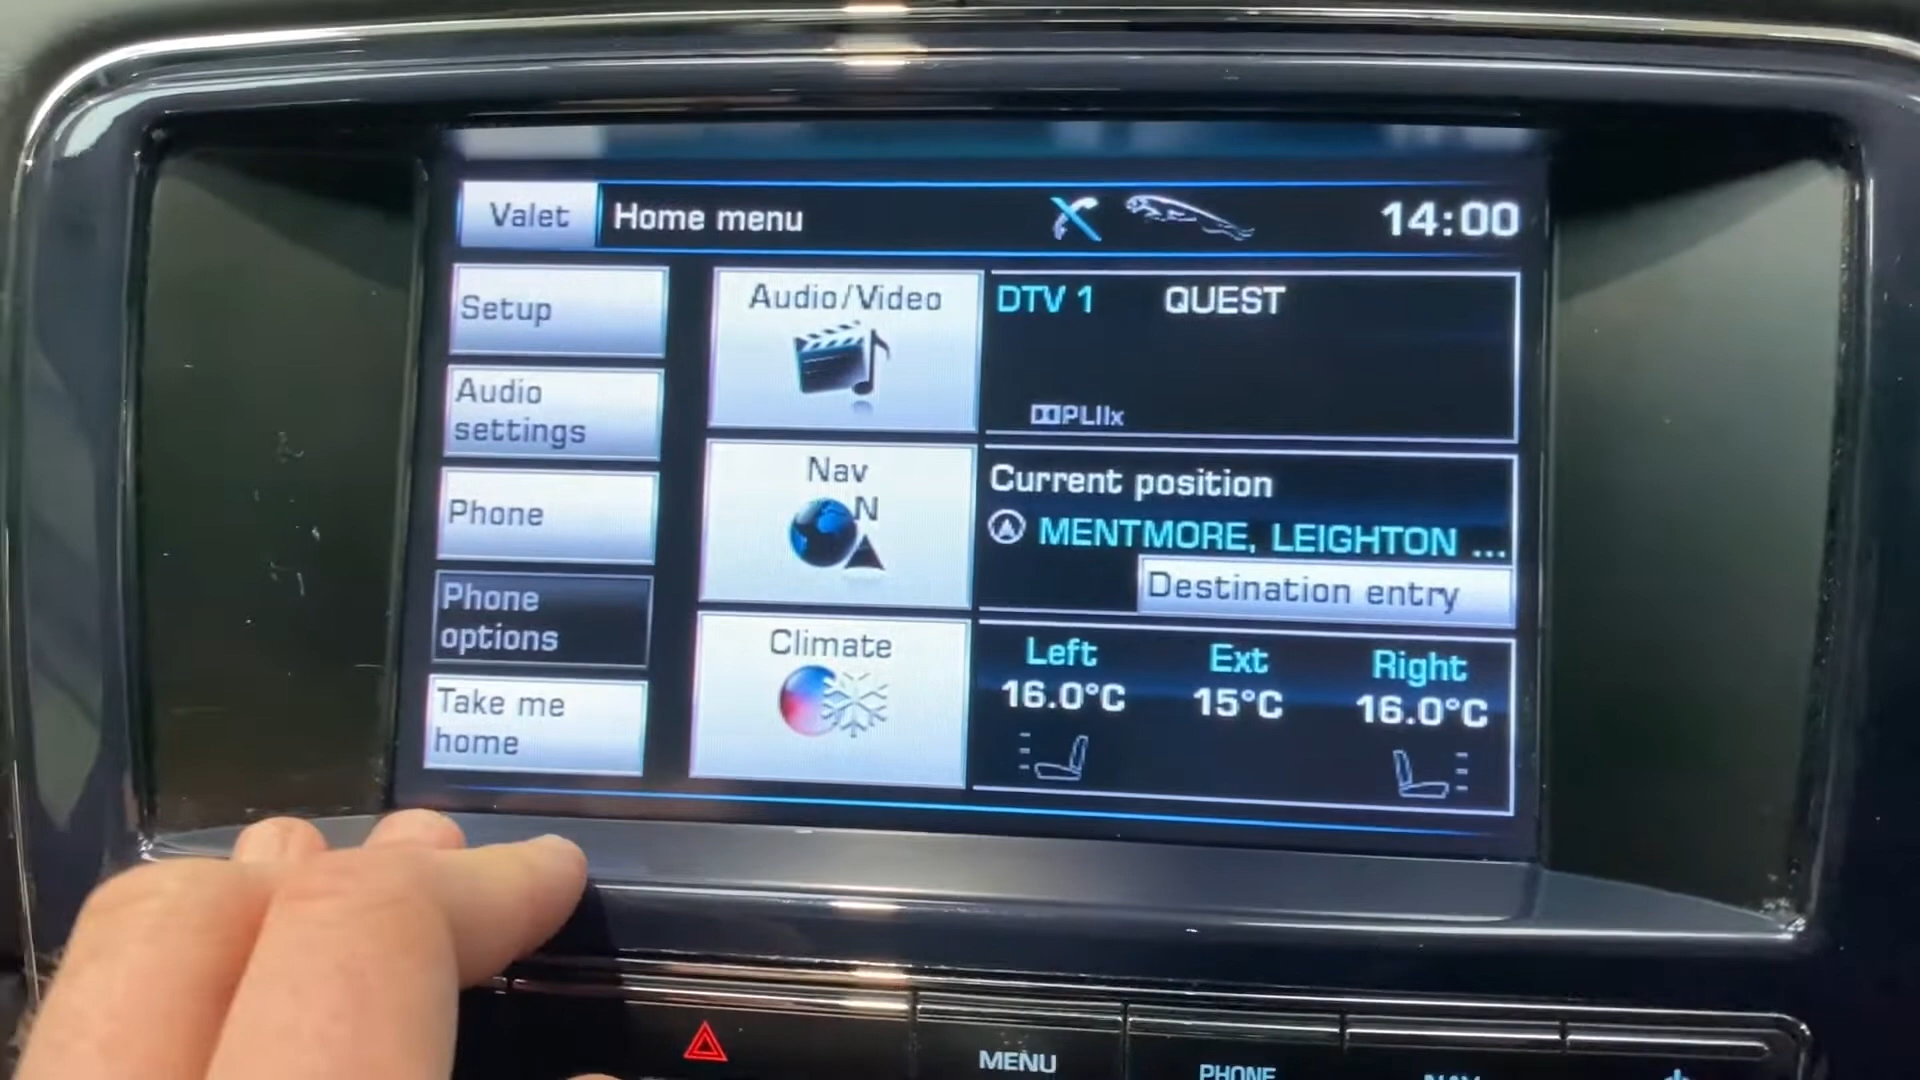 Valet
Home menu
14:00
Setup
Audio
settings
Phone
Phone
options
Take me
home
Audio/Video
DTV 1 QUEST
PLIIx
Nav
N
Current position
MENTMORE, LEIGHTON ...
Destination entry
Climate
Left Ext Right
16.0°C 15°C 16.0°C
MENU
PHONE
NAV